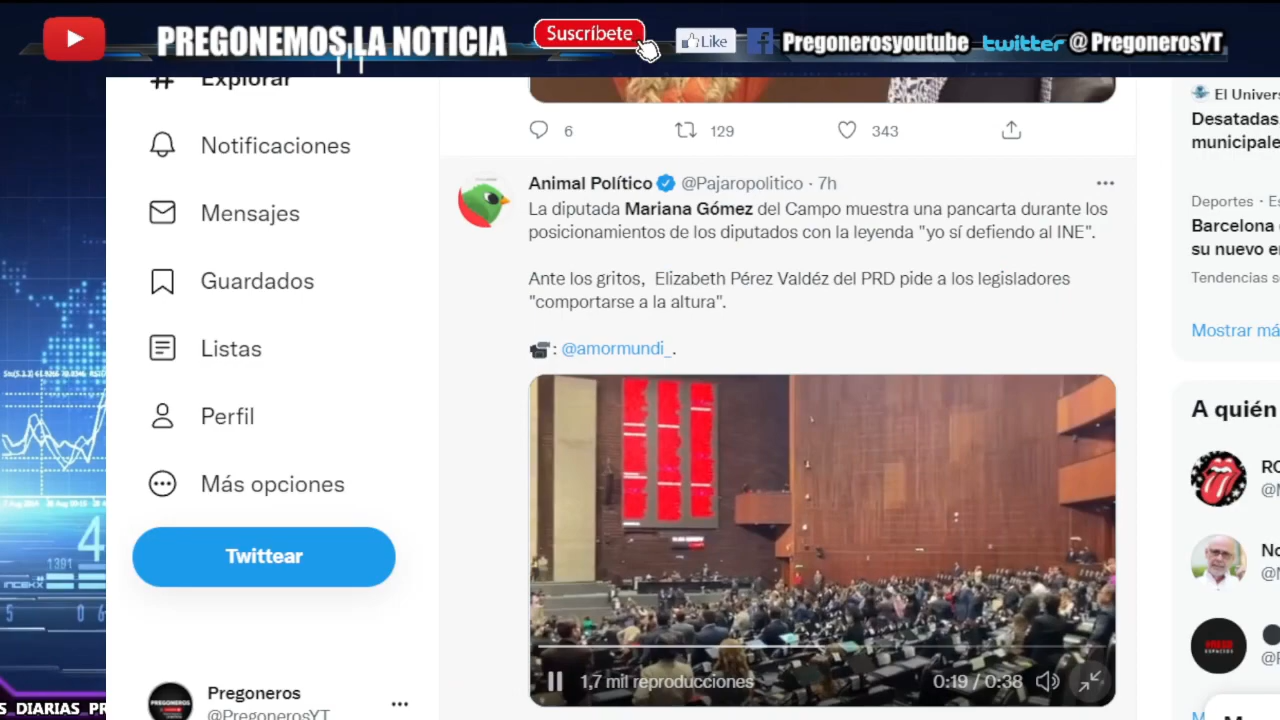 PREGONEMOS LA NOTICIA
Suscríbete
Like
Pregonerosyoutube
twitter @PregonerosYT
Explorar
Notificaciones
Mensajes
Guardados
Listas
Perfil
Más opciones
Twittear
Pregoneros
@PregonerosYT
6
129
343
Animal Político @Pajaropolitico · 7h
La diputada Mariana Gómez del Campo muestra una pancarta durante los
posicionamientos de los diputados con la leyenda "yo sí defiendo al INE".
Ante los gritos, Elizabeth Pérez Valdéz del PRD pide a los legisladores
"comportarse a la altura".
: @amormundi_.
1,7 mil reproducciones
0:19 / 0:38
El Univers
Desatadas
municipale
Deportes · Es
Barcelona
su nuevo e
Tendencias s
Mostrar má
A quién
RO
@M
No
@M
1391
4
S_DIARIAS_PR